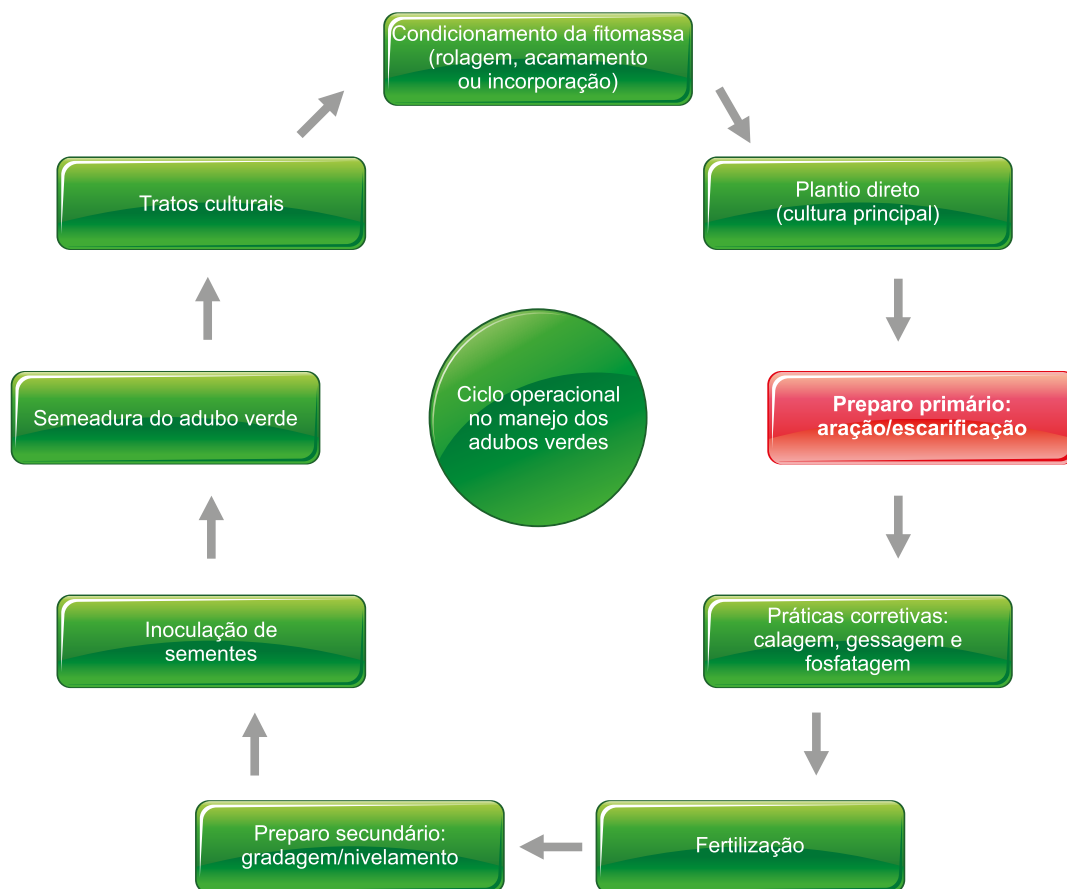 Condicionamento da fitomassa
(rolagem, acamamento
ou incorporação)
Plantio direto
(cultura principal)
Preparo primário:
aração/escarificação
Práticas corretivas:
calagem, gessagem e
fosfatagem
Fertilização
Preparo secundário:
gradagem/nivelamento
Inoculação de
sementes
Semeadura do adubo verde
Tratos culturais
Ciclo operacional
no manejo dos
adubos verdes